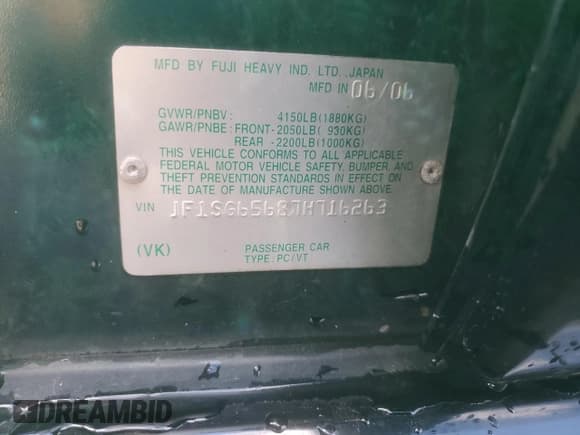 MFD BY FUJI HEAVY IND. LTD.,JAPAN
MFD IN 06/06
GVWR/PNBV : 4150LB(1880KG)
GAWR/PNBE : FRONT-2050LB( 930KG)
REAR -2200LB(1000KG)
THIS VEHICLE CONFORMS TO ALL APPLICABLE
FEDERAL MOTOR VEHICLE SAFETY, BUMPER, AND
THEFT PREVENTION STANDARDS IN EFFECT ON
THE DATE OF MANUFACTURE SHOWN ABOVE.
VIN JF1SG65687H716263
(VK) PASSENGER CAR
TYPE:PC/VT
DREAMBID